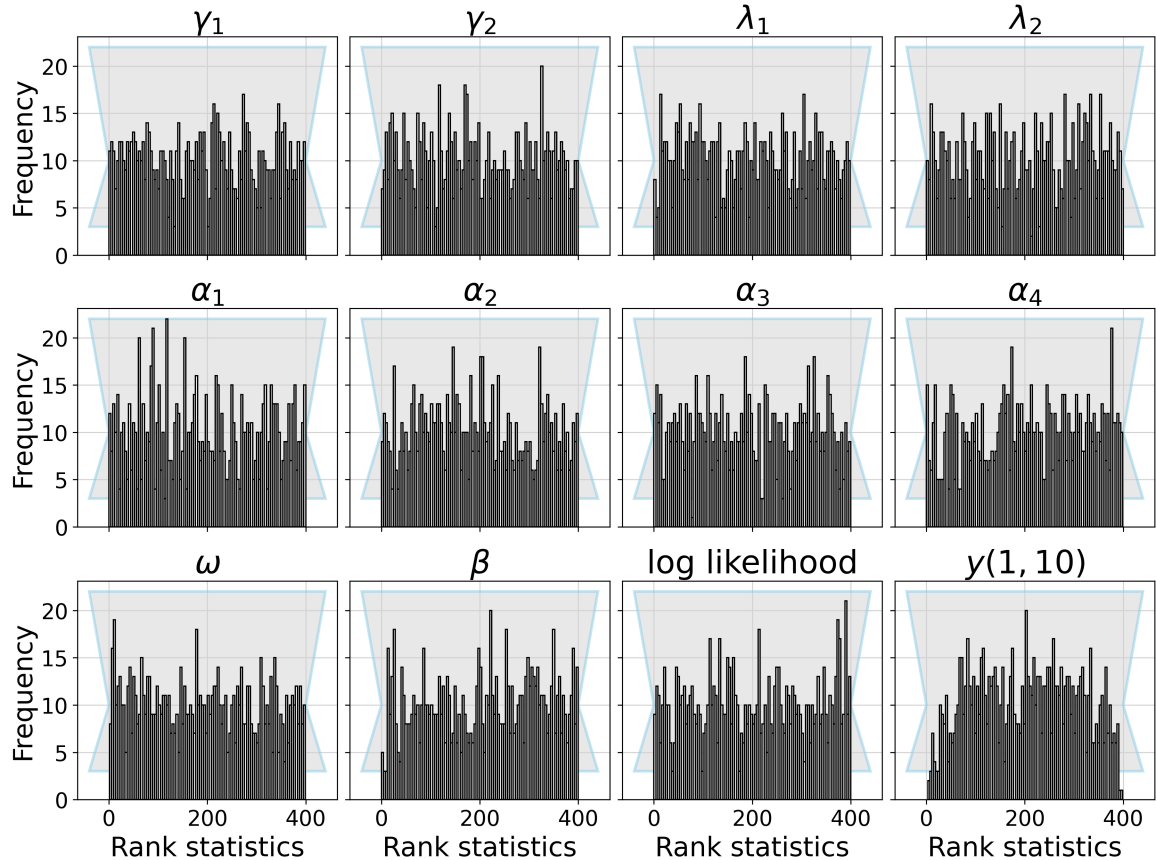 γ₁ γ₂ λ₁ λ₂
Frequency
20
15
10
5
0
α₁ α₂ α₃ α₄
Frequency
20
15
10
5
0
ω β log likelihood y(1, 10)
Frequency
20
15
10
5
0
0 200 400 0 200 400 0 200 400 0 200 400
Rank statistics Rank statistics Rank statistics Rank statistics